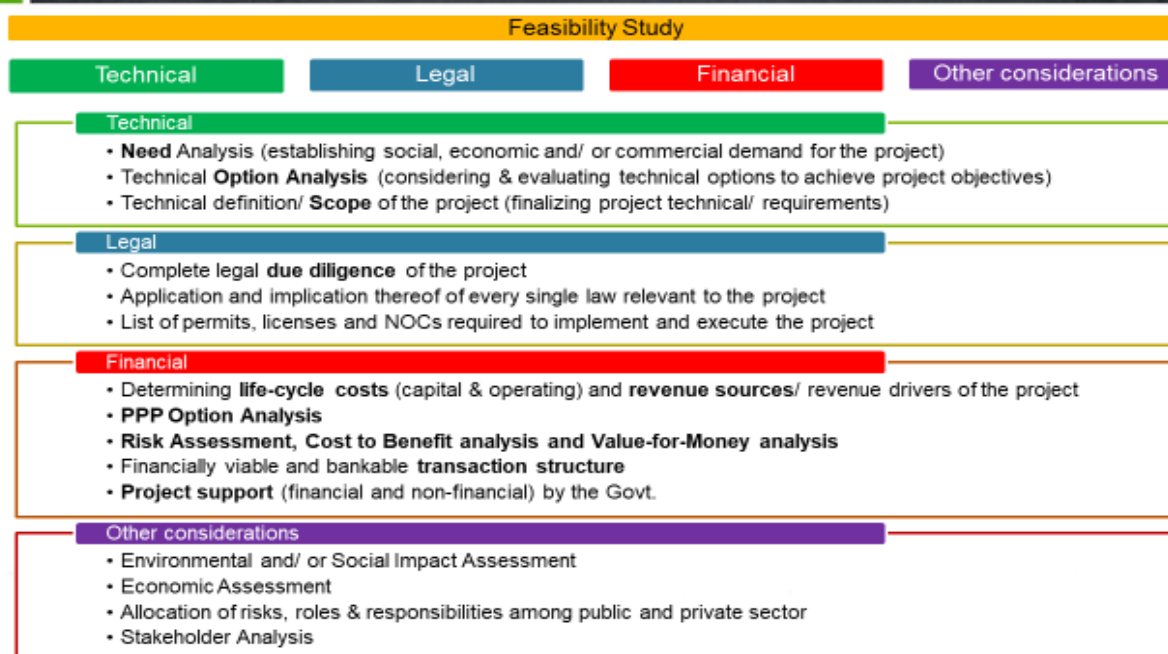 Feasibility Study
Technical
Legal
Financial
Other considerations
Technical
• Need Analysis (establishing social, economic and/ or commercial demand for the project)
• Technical Option Analysis (considering & evaluating technical options to achieve project objectives)
• Technical definition/ Scope of the project (finalizing project technical/ requirements)
Legal
• Complete legal due diligence of the project
• Application and implication thereof of every single law relevant to the project
• List of permits, licenses and NOCs required to implement and execute the project
Financial
• Determining life-cycle costs (capital & operating) and revenue sources/ revenue drivers of the project
• PPP Option Analysis
• Risk Assessment, Cost to Benefit analysis and Value-for-Money analysis
• Financially viable and bankable transaction structure
• Project support (financial and non-financial) by the Govt.
Other considerations
• Environmental and/ or Social Impact Assessment
• Economic Assessment
• Allocation of risks, roles & responsibilities among public and private sector
• Stakeholder Analysis